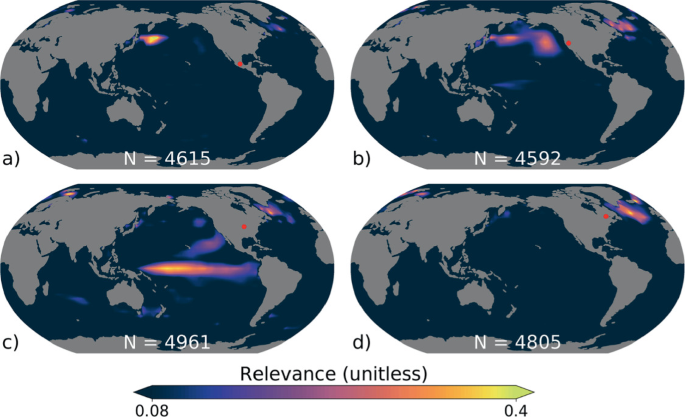 a)
N = 4615
b)
N = 4592
c)
N = 4961
d)
N = 4805
Relevance (unitless)
0.08
0.4